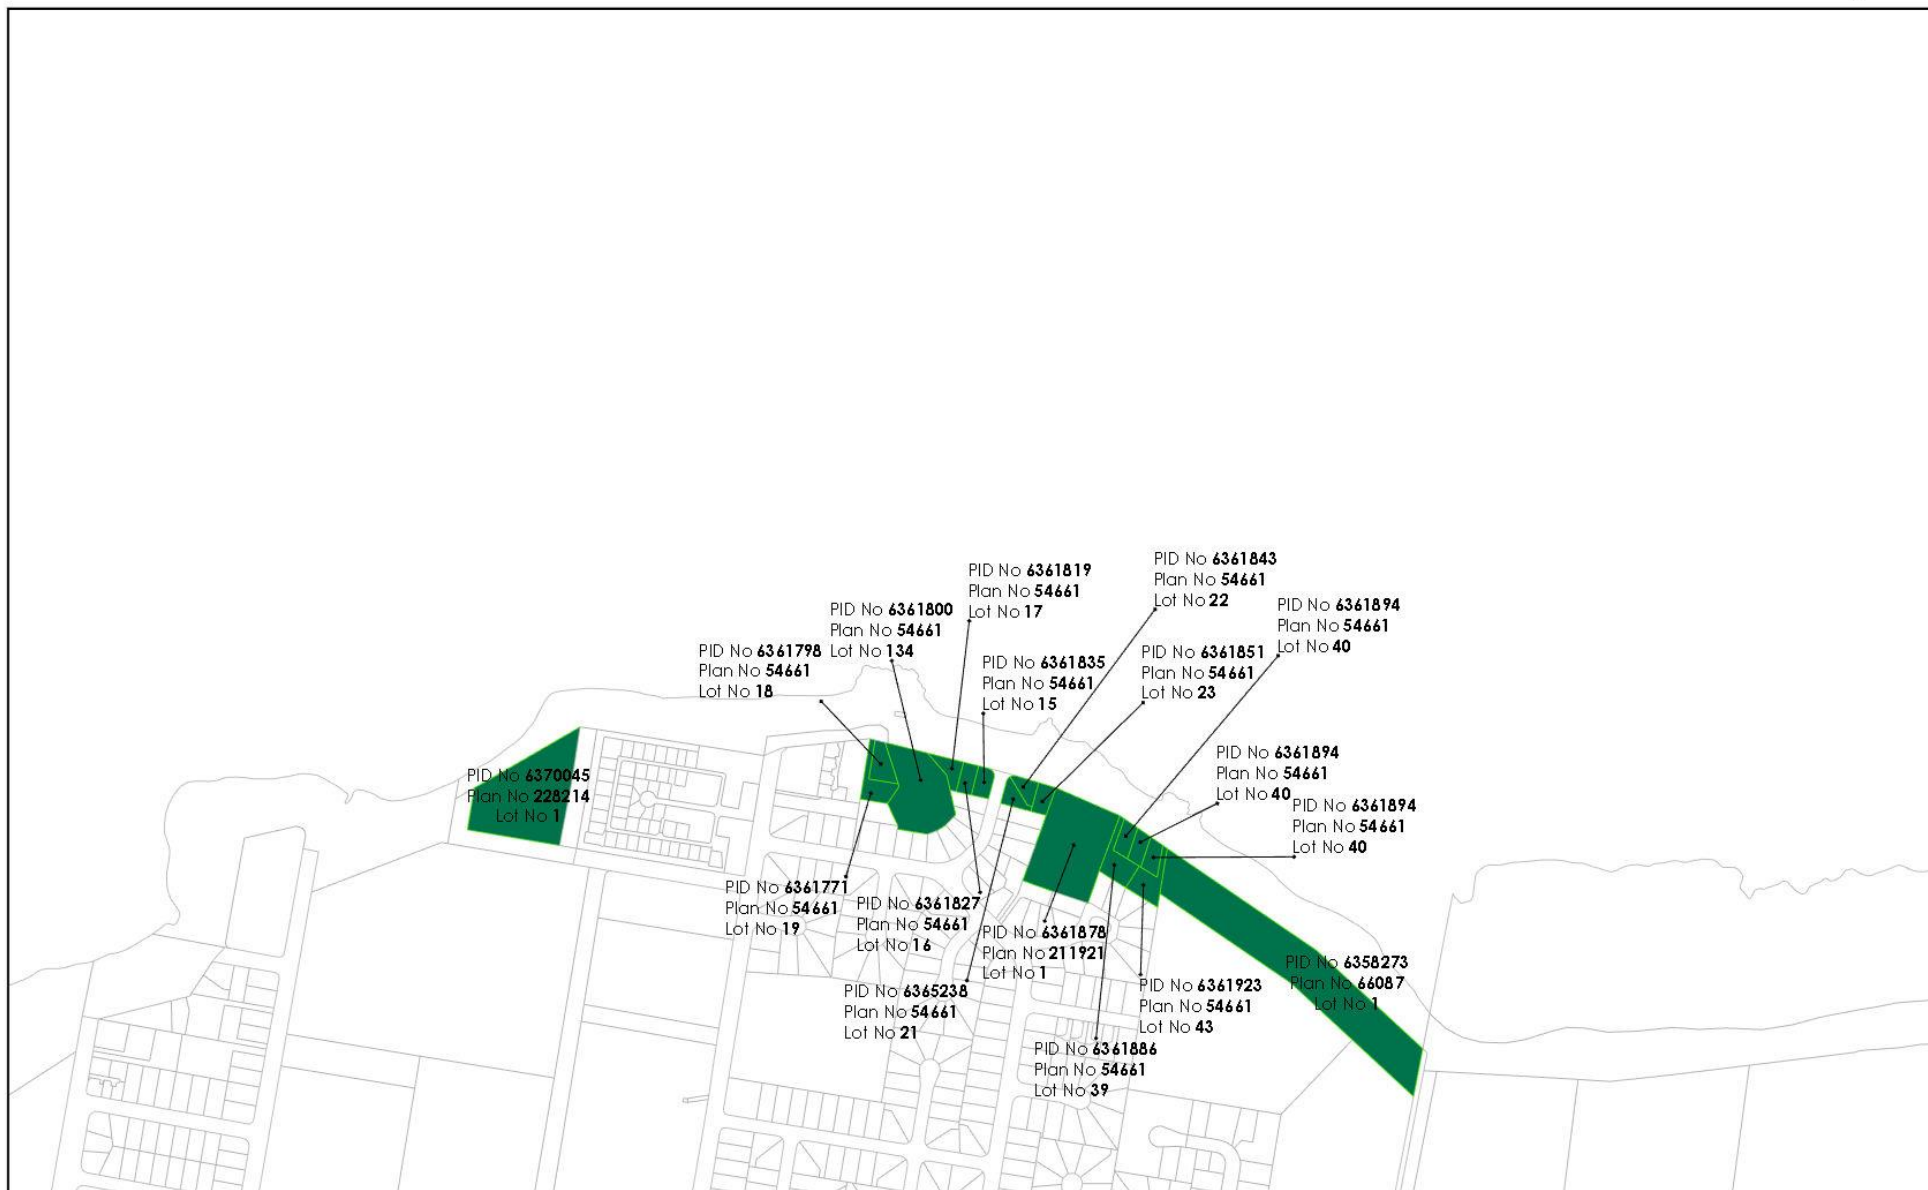 PID No 6361843
Plan No 54661
Lot No 22
PID No 6361819
Plan No 54661
Lot No 17
PID No 6361894
Plan No 54661
Lot No 40
PID No 6361800
Plan No 54661
Lot No 134
PID No 6361798
Plan No 54661
Lot No 18
PID No 6361835
Plan No 54661
Lot No 15
PID No 6361851
Plan No 54661
Lot No 23
PID No 6361894
Plan No 54661
Lot No 40
PID No 6370045
Plan No 228214
Lot No 1
PID No 6361894
Plan No 54661
Lot No 40
PID No 6361771
Plan No 54661
Lot No 19
PID No 6361827
Plan No 54661
Lot No 16
PID No 6361878
Plan No 211921
Lot No 1
PID No 6358273
Plan No 66087
Lot No 1
PID No 6365238
Plan No 54661
Lot No 21
PID No 6361923
Plan No 54661
Lot No 43
PID No 6361886
Plan No 54661
Lot No 39